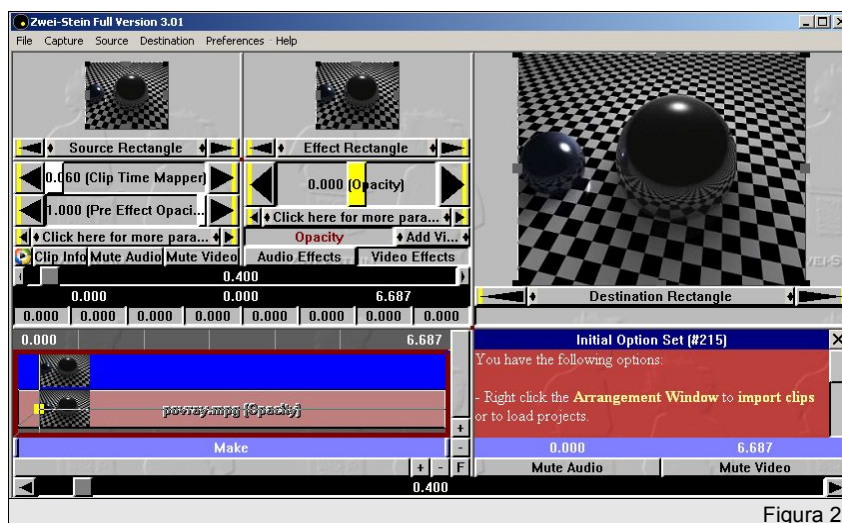 Zwei-Stein Full Version 3.01
File Capture Source Destination Preferences Help
Source Rectangle
Effect Rectangle
0.060 (Clip Time Mapper)
0.000 (Opacity)
1.000 (Pre Effect Opaci...
Click here for more para...
Click here for more para...
Opacity
Add Vi...
Clip Info Mute Audio Mute Video
Audio Effects Video Effects
0.400
0.000 0.000 6.687
Destination Rectangle
0.000 0.000 0.000 0.000 0.000 0.000 0.000 0.000
0.000 6.687
povray.mpg (Opacity)
Make
+
-
+ - F
Initial Option Set (#215)
You have the following options:
- Right click the Arrangement Window to import clips
or to load projects.
0.000 6.687
Mute Audio Mute Video
0.400
Figura 2